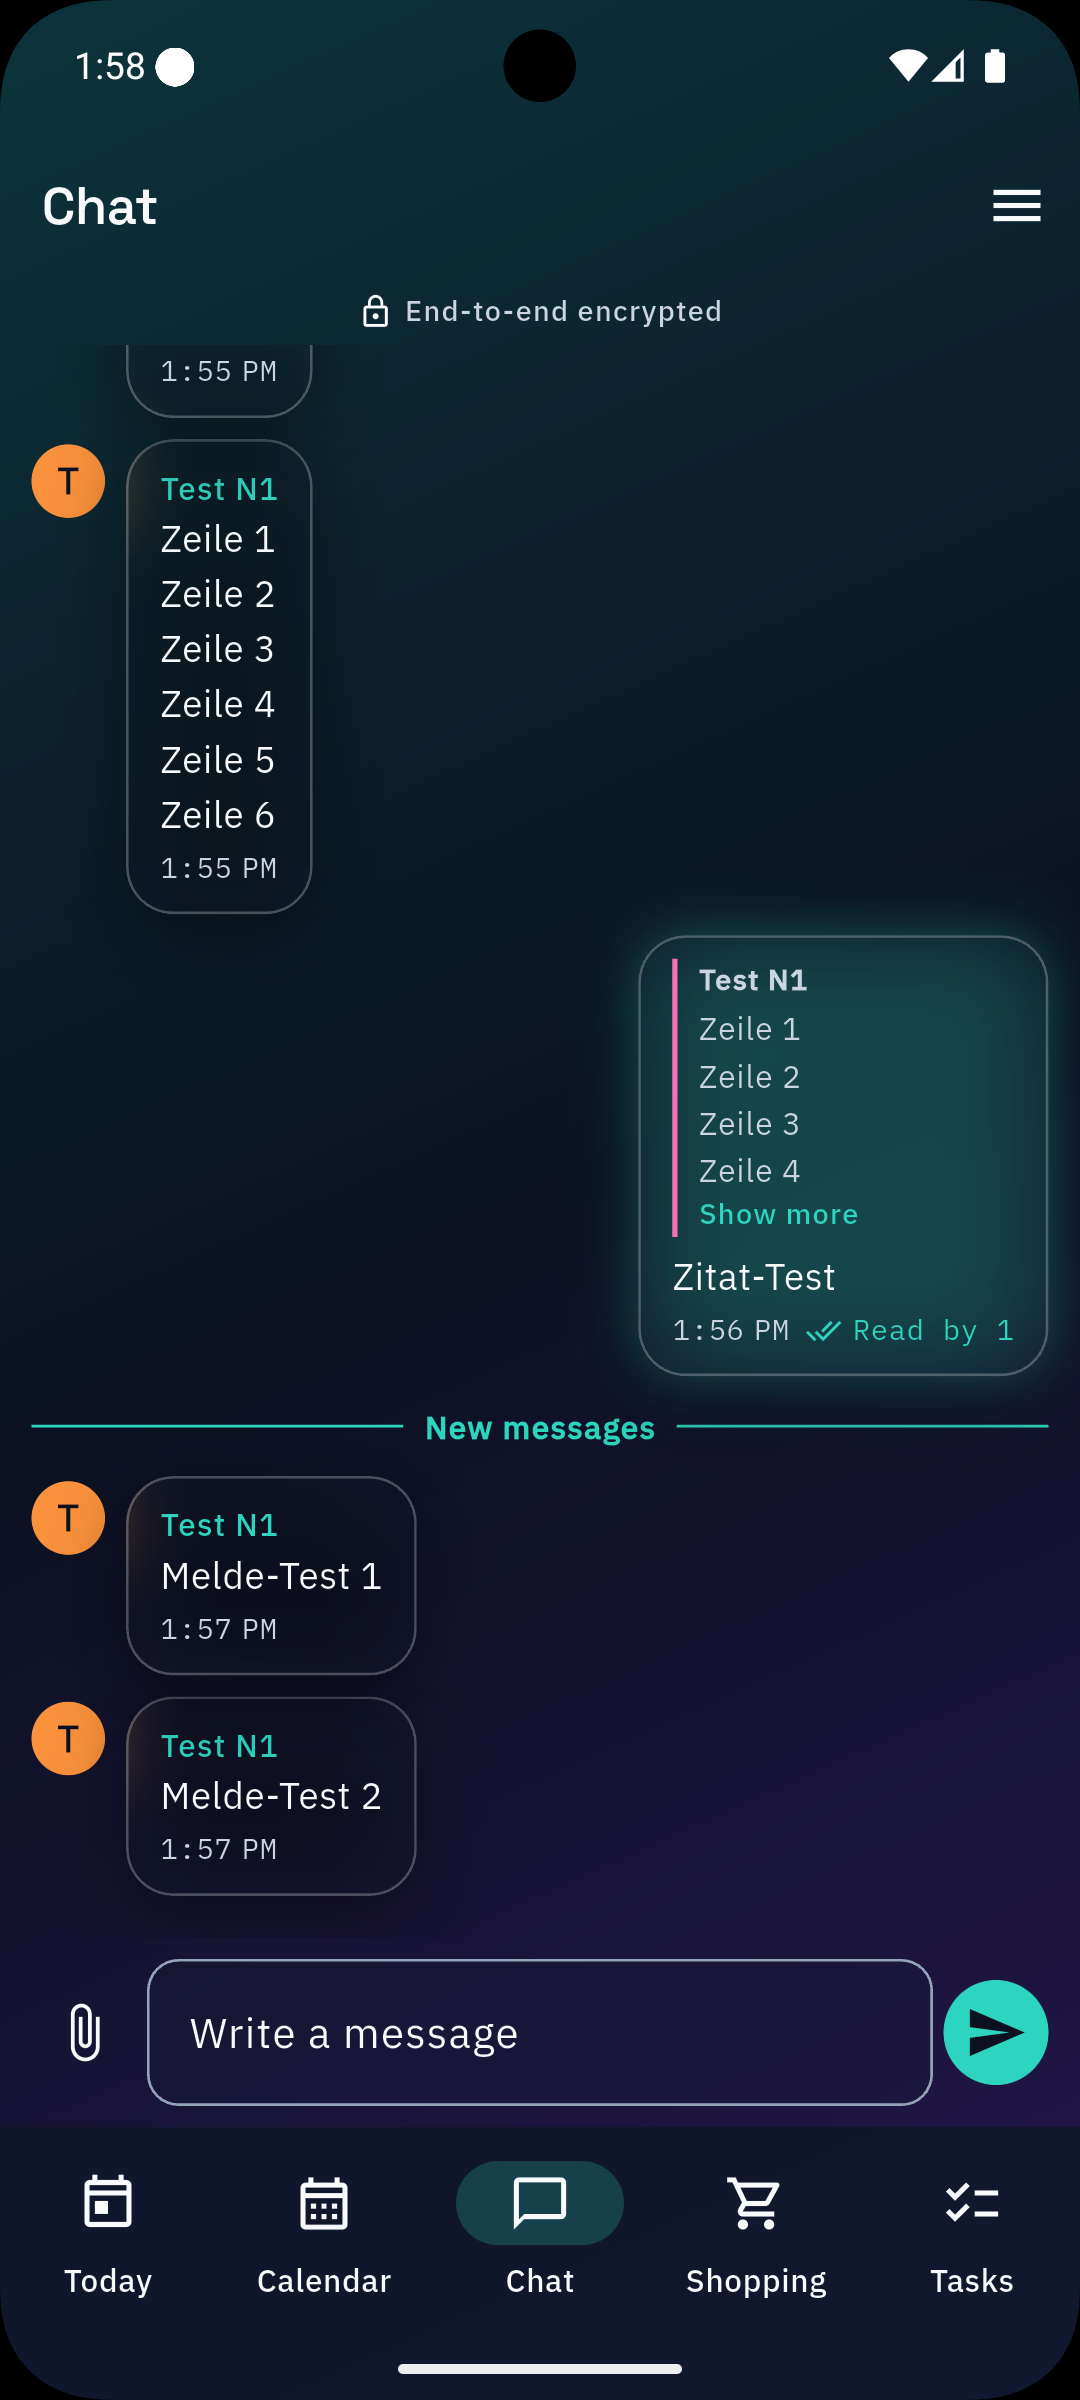 1:58
Chat
End-to-end encrypted
1:55 PM
T
Test N1
Zeile 1
Zeile 2
Zeile 3
Zeile 4
Zeile 5
Zeile 6
1:55 PM
Test N1
Zeile 1
Zeile 2
Zeile 3
Zeile 4
Show more
Zitat-Test
1:56 PM Read by 1
New messages
T
Test N1
Melde-Test 1
1:57 PM
T
Test N1
Melde-Test 2
1:57 PM
Write a message
Today Calendar Chat Shopping Tasks